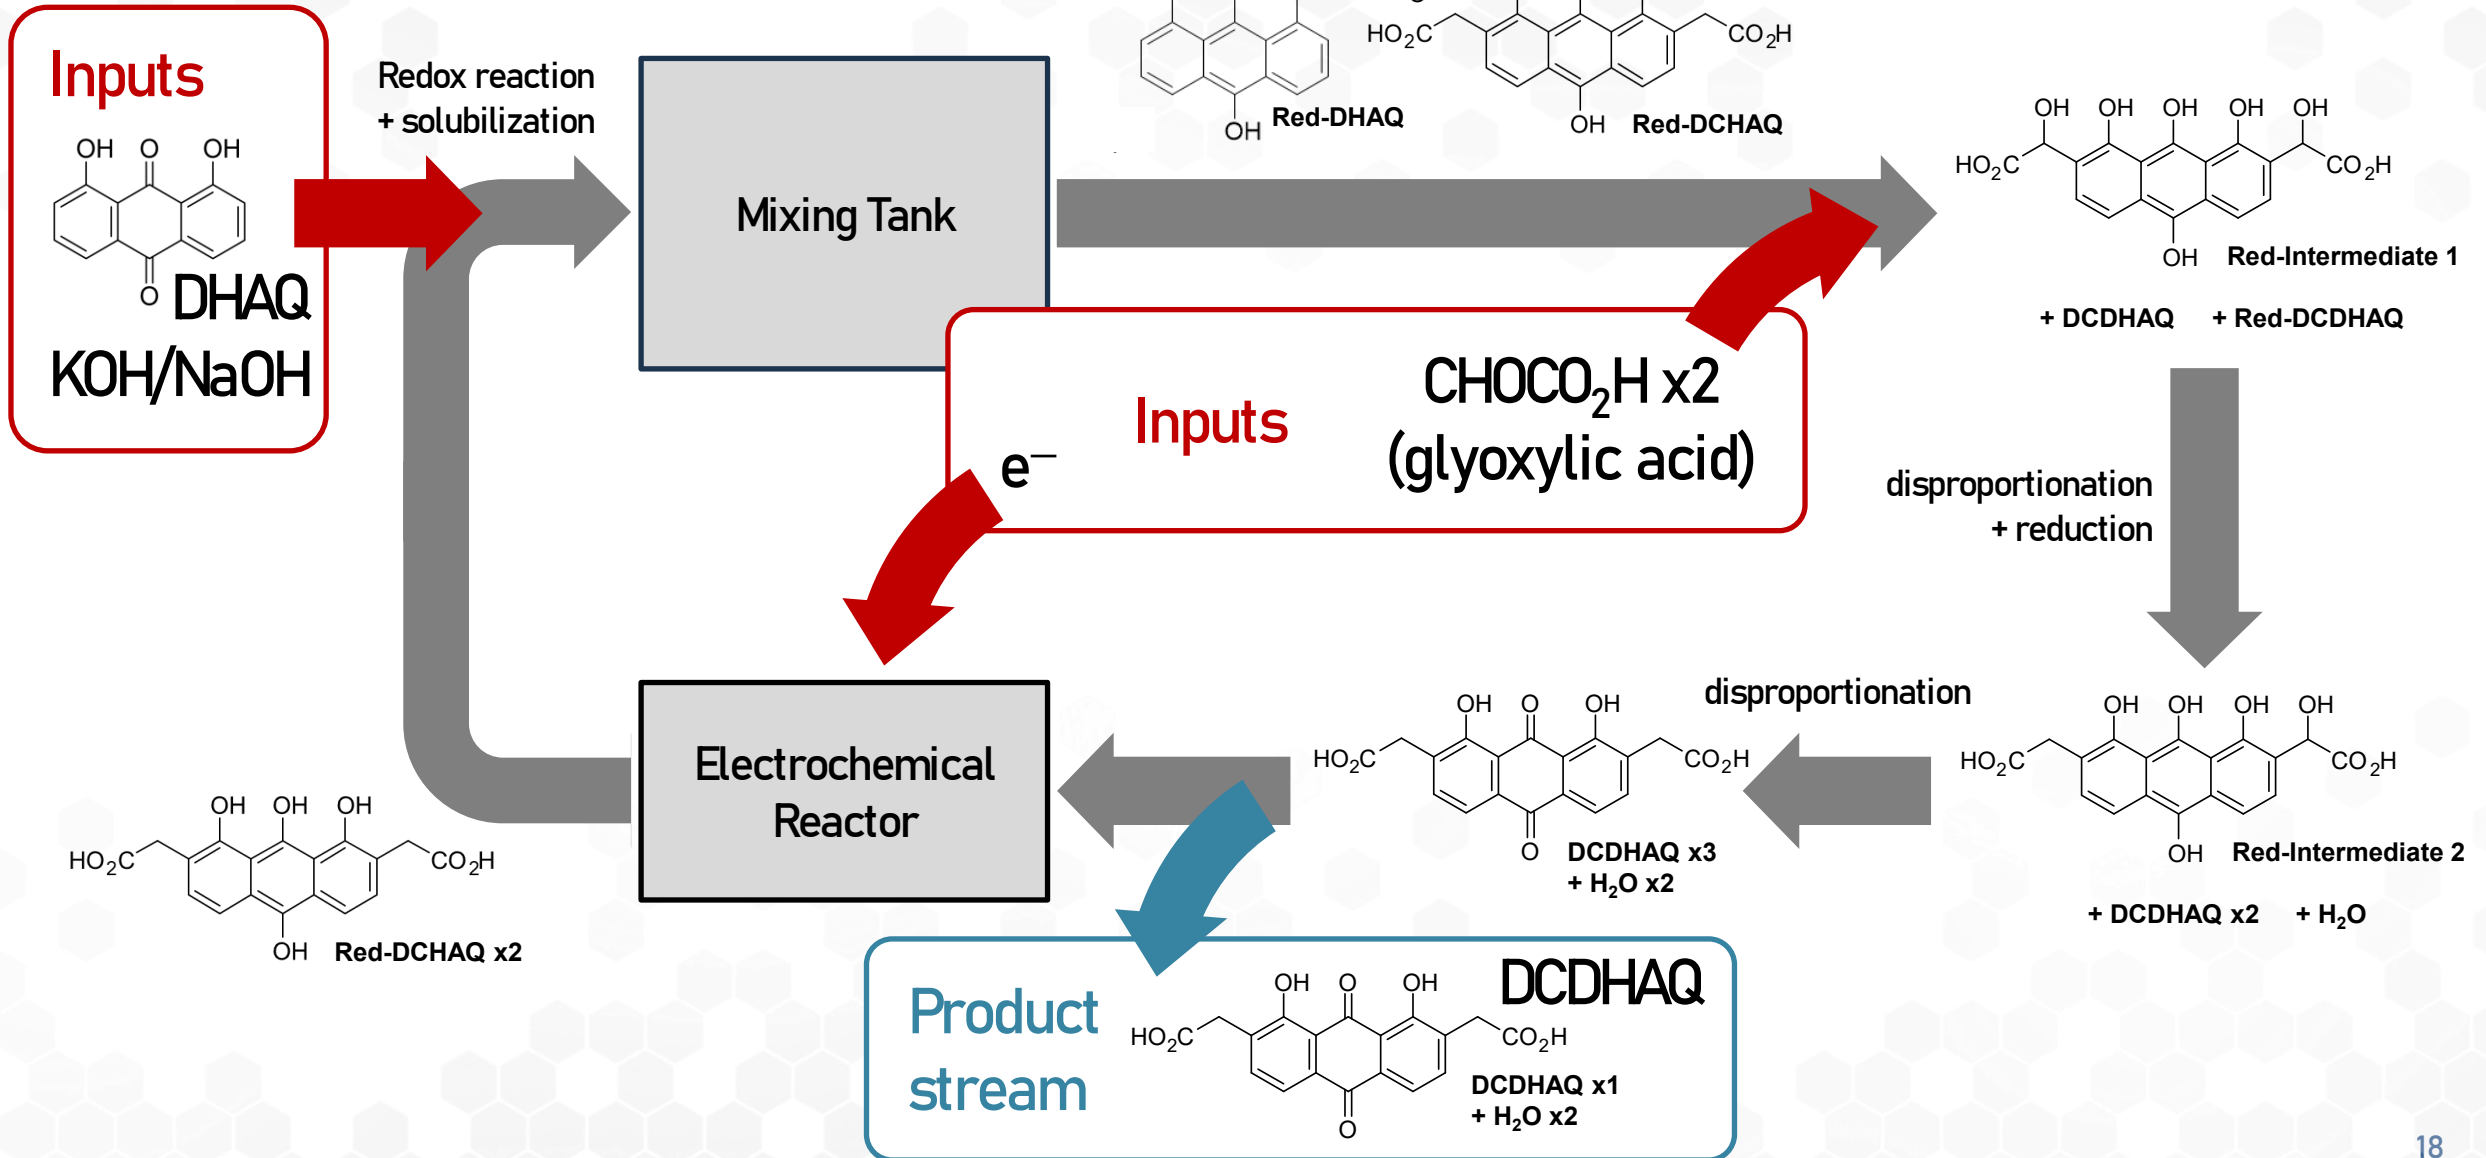 Inputs
OH O OH
O
DHAQ
KOH/NaOH
Redox reaction
+ solubilization
Mixing Tank
OH
Red-DHAQ
HO2C
CO2H
OH
Red-DCHAQ
OH OH OH OH OH
HO2C
CO2H
OH
Red-Intermediate 1
+ DCDHAQ + Red-DCDHAQ
Inputs
e−
CHOCO2H x2
(glyoxylic acid)
disproportionation
+ reduction
OH OH OH OH
HO2C
CO2H
OH
Red-Intermediate 2
+ DCDHAQ x2 + H2O
disproportionation
OH O OH
HO2C
CO2H
O
DCDHAQ x3
+ H2O x2
Electrochemical
Reactor
OH OH OH
HO2C
CO2H
OH
Red-DCHAQ x2
Product
stream
OH O OH
HO2C
CO2H
O
DCDHAQ
DCDHAQ x1
+ H2O x2
18